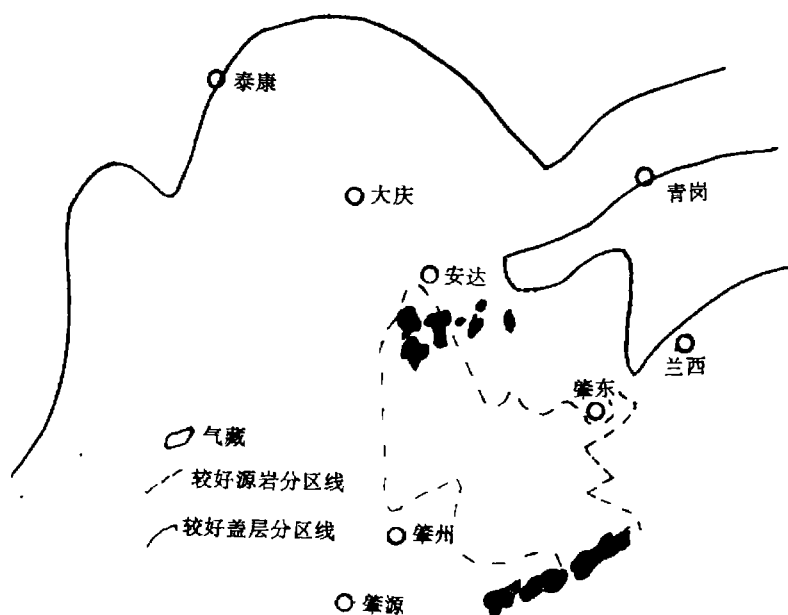 泰康
大庆
青岗
安达
兰西
肇东
气藏
较好源岩分区线
较好盖层分区线
肇州
肇源